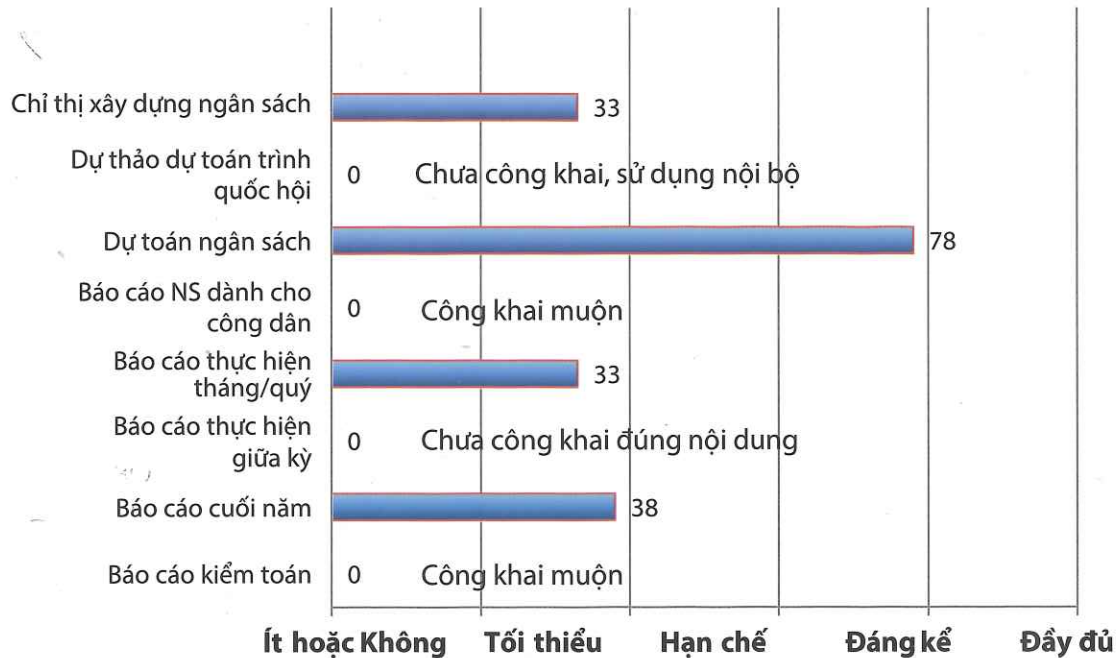 Chỉ thị xây dựng ngân sách 33
Dự thảo dự toán trình
quốc hội
0 Chưa công khai, sử dụng nội bộ
Dự toán ngân sách 78
Báo cáo NS dành cho
công dân
0 Công khai muộn
Báo cáo thực hiện
tháng/quý
33
Báo cáo thực hiện
giữa kỳ
0 Chưa công khai đúng nội dung
Báo cáo cuối năm 38
Báo cáo kiểm toán 0 Công khai muộn
Ít hoặc Không Tối thiểu Hạn chế Đáng kể Đầy đủ